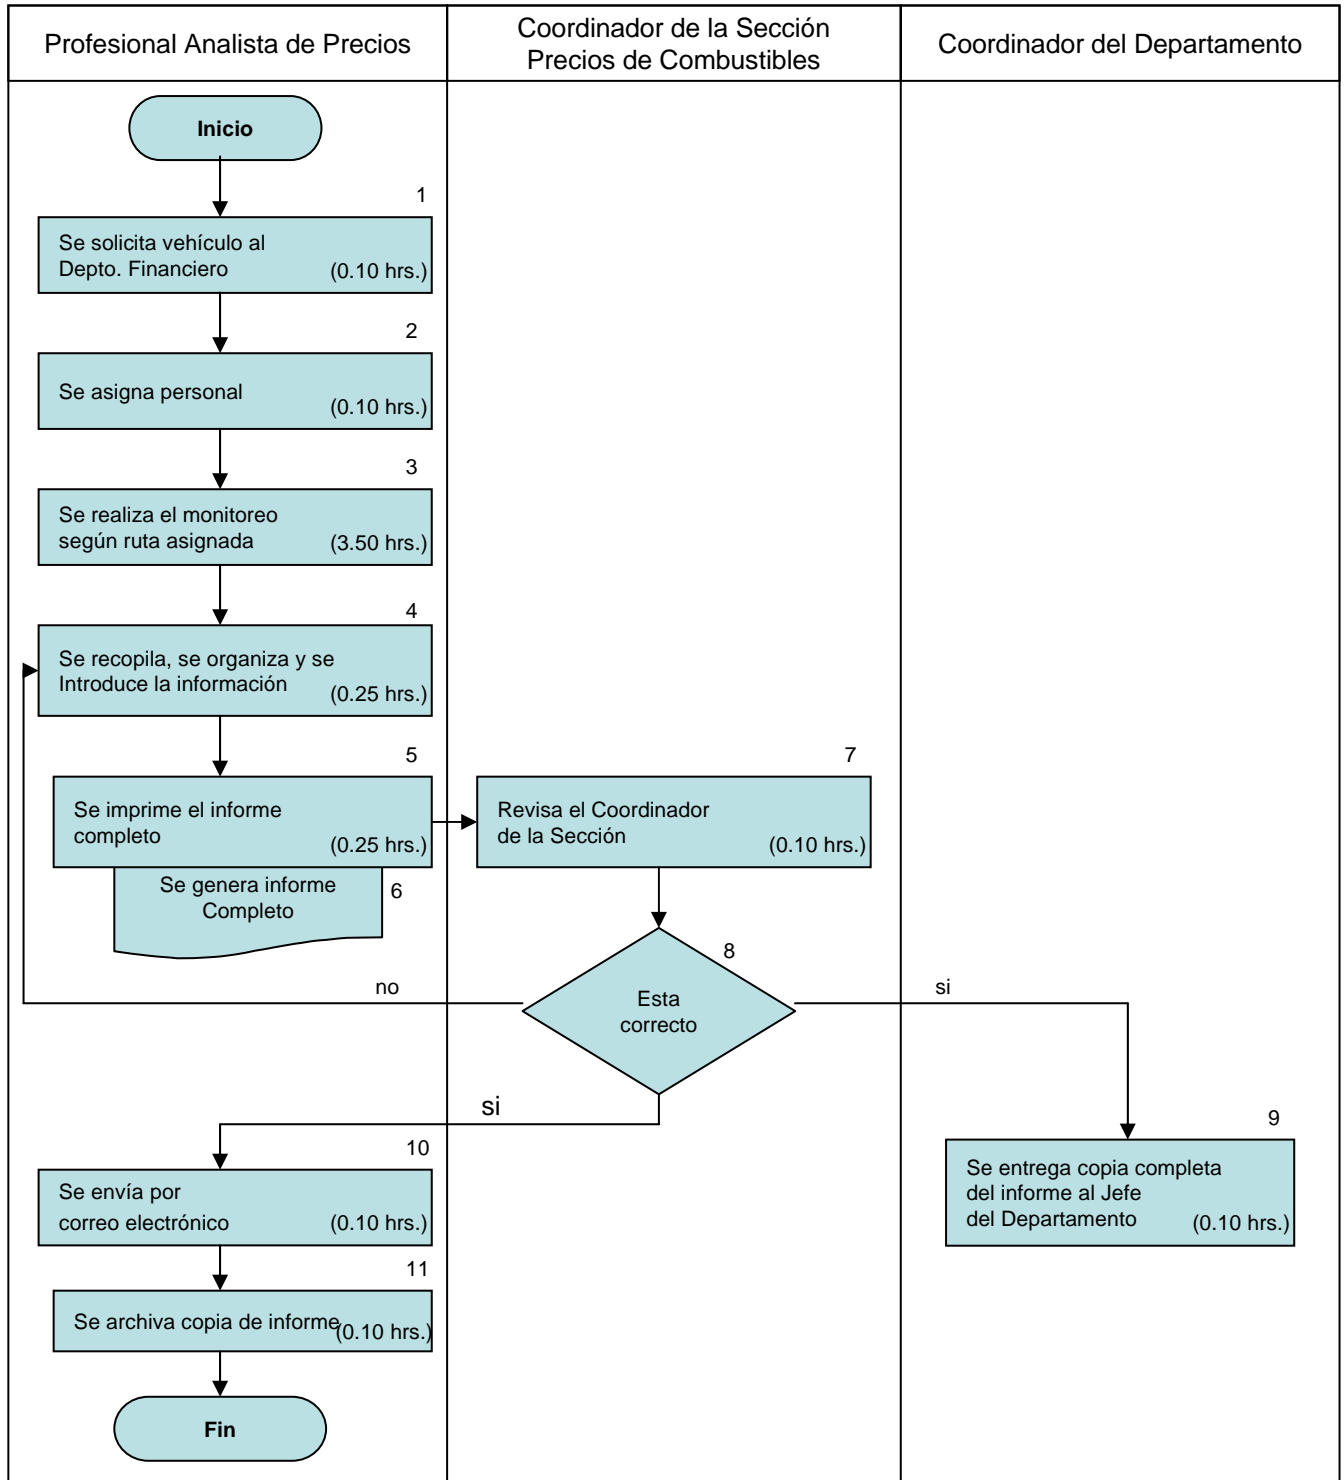 Profesional Analista de Precios
Coordinador de la Sección
Precios de Combustibles
Coordinador del Departamento
Inicio
1
Se solicita vehículo al
Depto. Financiero
(0.10 hrs.)
2
Se asigna personal
(0.10 hrs.)
3
Se realiza el monitoreo
según ruta asignada
(3.50 hrs.)
4
Se recopila, se organiza y se
Introduce la información
(0.25 hrs.)
5
Se imprime el informe
completo
(0.25 hrs.)
6
Se genera informe
Completo
7
Revisa el Coordinador
de la Sección
(0.10 hrs.)
8
Esta
correcto
no
si
si
9
Se entrega copia completa
del informe al Jefe
del Departamento
(0.10 hrs.)
10
Se envía por
correo electrónico
(0.10 hrs.)
11
Se archiva copia de informe
(0.10 hrs.)
Fin